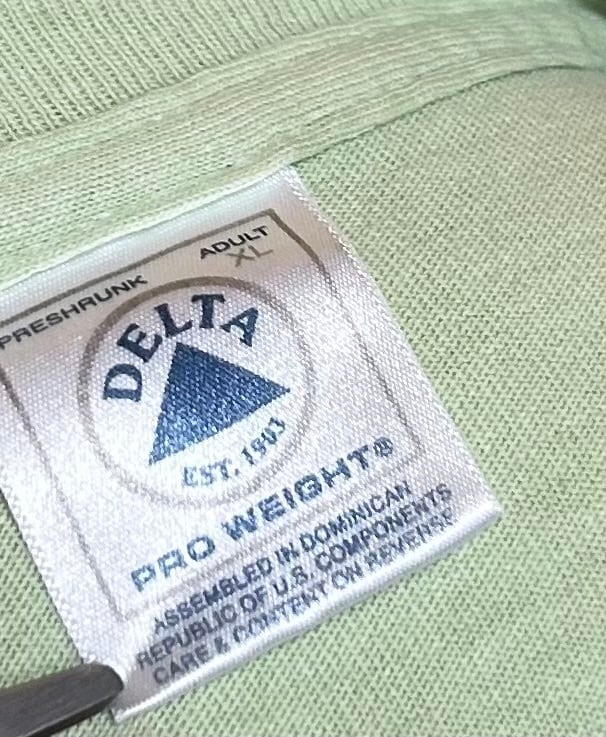 PRESHRUNK ADULT
XL
DELTA
EST. 1903
PRO WEIGHT®
ASSEMBLED IN DOMINICAN
REPUBLIC OF U.S. COMPONENTS
CARE & CONTENT ON REVERSE